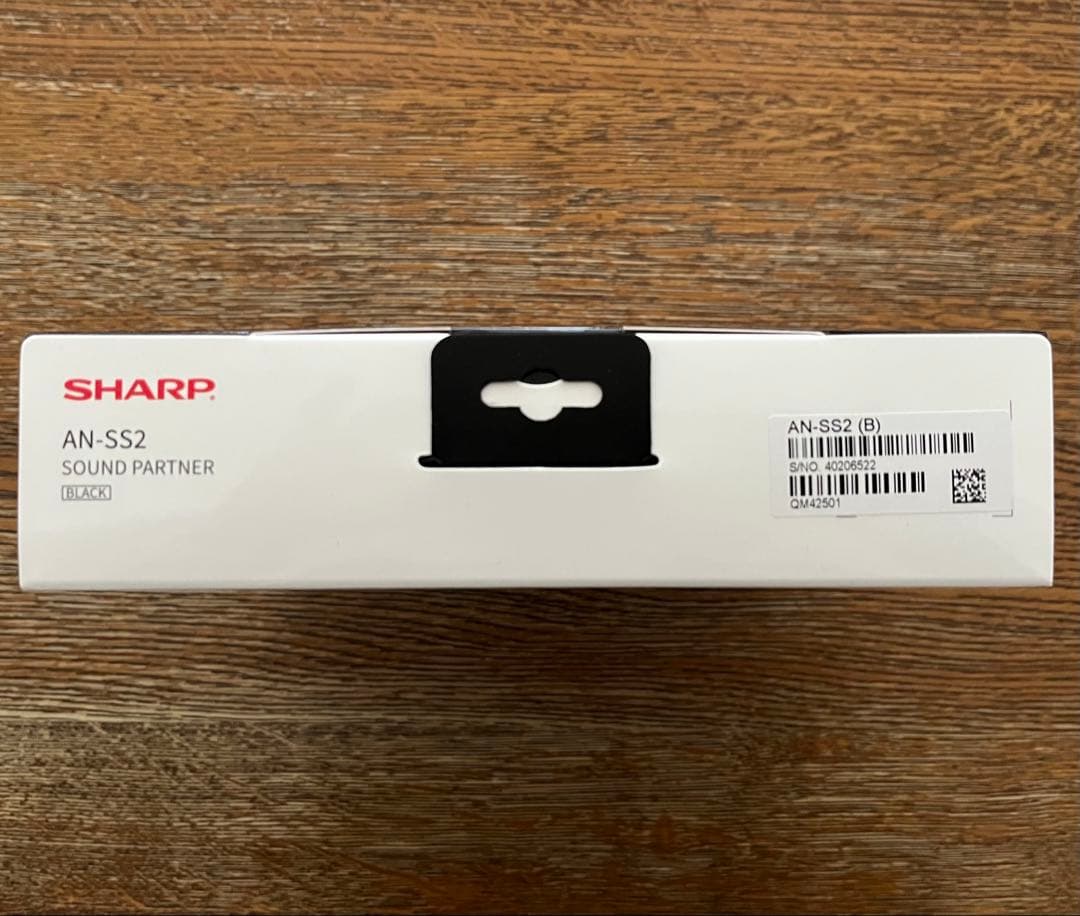 SHARP
AN-SS2
SOUND PARTNER
BLACK
AN-SS2 (B)
S/NO. 40206522
QM42501